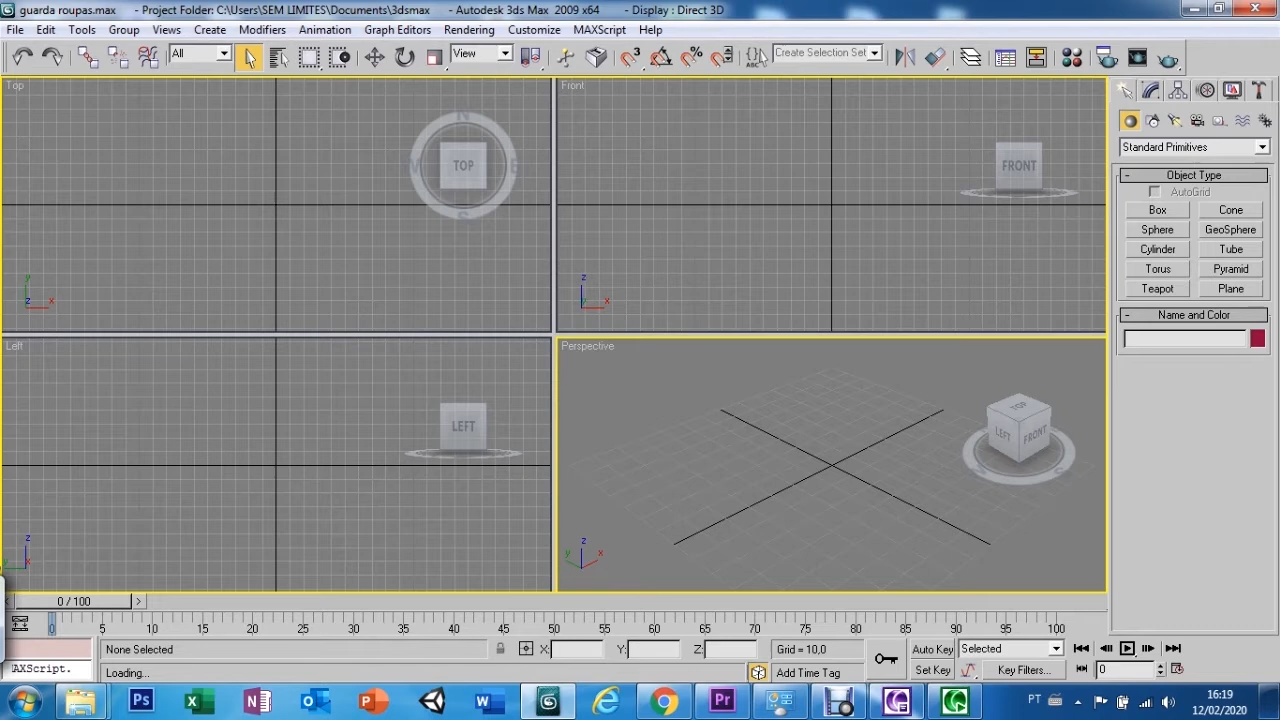 guarda roupas.max - Project Folder: C:\Users\SEM LIMITES\Documents\3dsmax - Autodesk 3ds Max 2009 x64 - Display : Direct 3D
File Edit Tools Group Views Create Modifiers Animation Graph Editors Rendering Customize MAXScript Help
All View 3 % Create Selection Set
Top
N
TOP
E
S
Front
FRONT
Standard Primitives
- Object Type
AutoGrid
Box Cone
Sphere GeoSphere
Cylinder Tube
Torus Pyramid
Teapot Plane
- Name and Color
y
z x
z
y x
Left
LEFT
z
y x
Perspective
TOP
LEFT FRONT
S
z
y x
< 0 / 100 >
0 5 10 15 20 25 30 35 40 45 50 55 60 65 70 75 80 85 90 95 100
None Selected X: Y: Z: Grid = 10,0 Auto Key Selected
AXScript. Loading... Add Time Tag Set Key Key Filters... 0
Ps X N O P W e Pr PT 16:19
12/02/2020